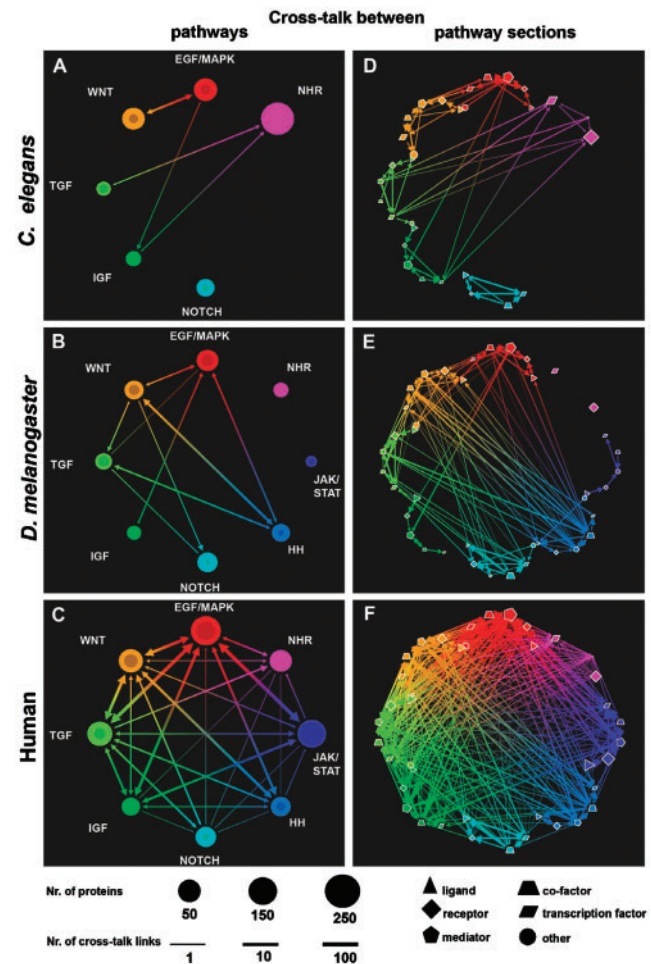 Cross-talk between
pathways
pathway sections
C. elegans
A
EGF/MAPK
WNT
NHR
TGF
IGF
NOTCH
D
D. melanogaster
B
EGF/MAPK
WNT
NHR
TGF
JAK/
STAT
IGF
HH
NOTCH
E
Human
C
EGF/MAPK
WNT
NHR
TGF
JAK/
STAT
IGF
HH
NOTCH
F
Nr. of proteins
50
150
250
Nr. of cross-talk links
1
10
100
ligand
co-factor
receptor
transcription factor
mediator
other